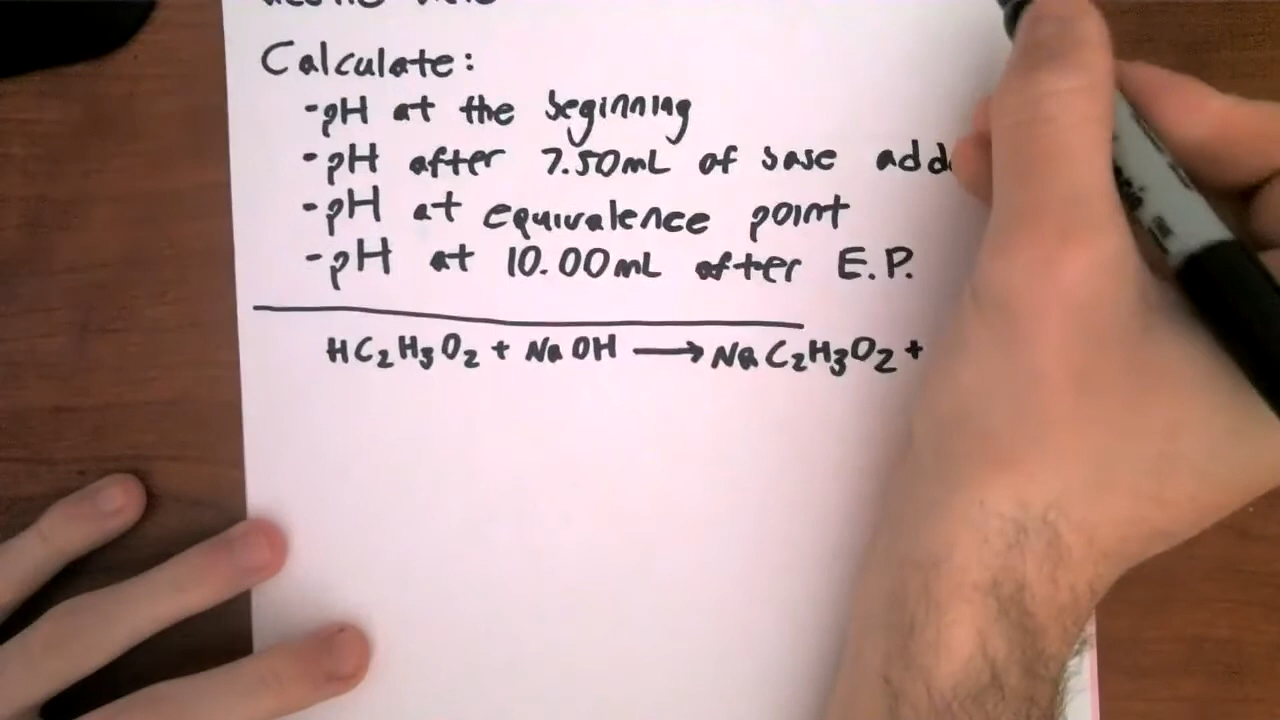 Calculate:
-pH at the beginning
-pH after 7.50mL of base
-pH at equivalence point
-pH at 10.00mL after E.P.
HC₂H₃O₂ + NaOH ⟶ NaC₂H₃O₂ +